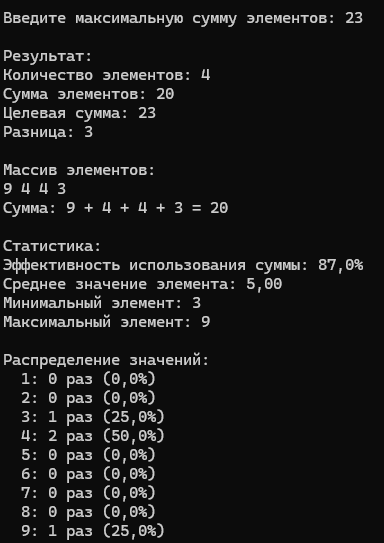 Введите максимальную сумму элементов: 23
Результат:
Количество элементов: 4
Сумма элементов: 20
Целевая сумма: 23
Разница: 3
Массив элементов:
9 4 4 3
Сумма: 9 + 4 + 4 + 3 = 20
Статистика:
Эффективность использования суммы: 87,0%
Среднее значение элемента: 5,00
Минимальный элемент: 3
Максимальный элемент: 9
Распределение значений:
1: 0 раз (0,0%)
2: 0 раз (0,0%)
3: 1 раз (25,0%)
4: 2 раз (50,0%)
5: 0 раз (0,0%)
6: 0 раз (0,0%)
7: 0 раз (0,0%)
8: 0 раз (0,0%)
9: 1 раз (25,0%)